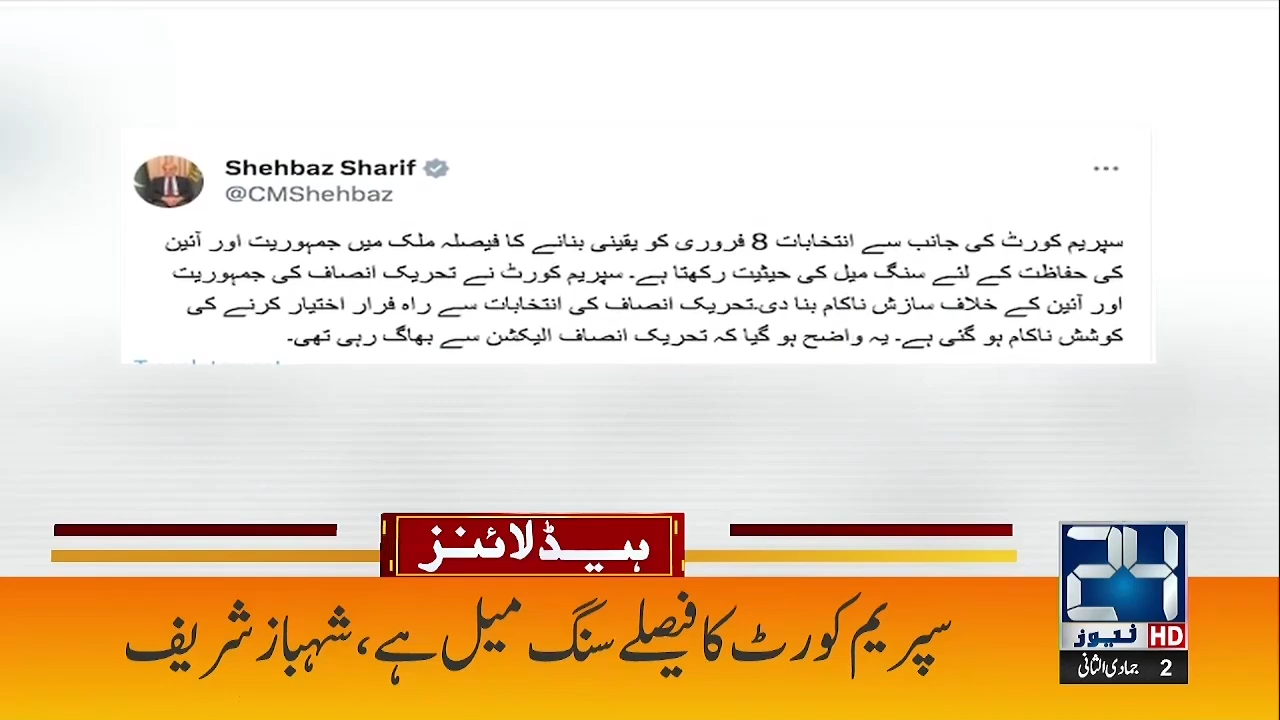 Shehbaz Sharif
@CMShehbaz
سپریم کورٹ کی جانب سے انتخابات 8 فروری کو یقینی بنانے کا فیصلہ ملک میں جمہوریت اور آئین
کی حفاظت کے لئے سنگ میل کی حیثیت رکھتا ہے۔ سپریم کورٹ نے تحریک انصاف کی جمہوریت
اور آئین کے خلاف سازش ناکام بنا دی۔تحریک انصاف کی انتخابات سے راہ فرار اختیار کرنے کی
کوشش ناکام ہو گئی ہے۔ یہ واضح ہو گیا کہ تحریک انصاف الیکشن سے بھاگ رہی تھی۔
ہیڈلائنز
سپریم کورٹ کا فیصلے سنگ میل ہے، شہباز شریف
24
نیوز HD
2 جمادی الثانی